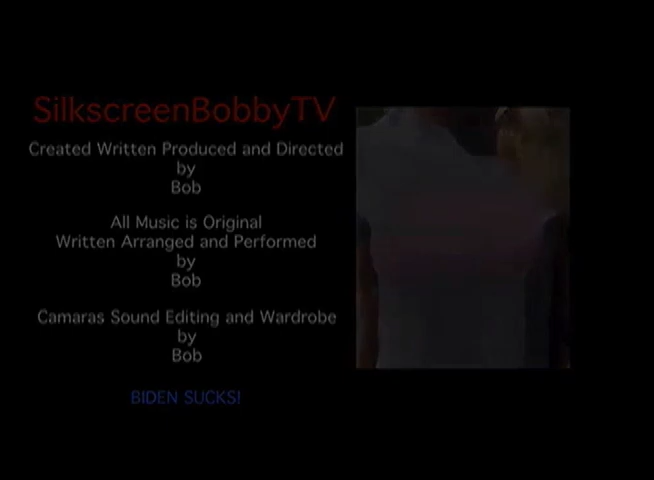 SilkscreenBobbyTV
Created Written Produced and Directed
by
Bob
All Music is Original
Written Arranged and Performed
by
Bob
Camaras Sound Editing and Wardrobe
by
Bob
BIDEN SUCKS!